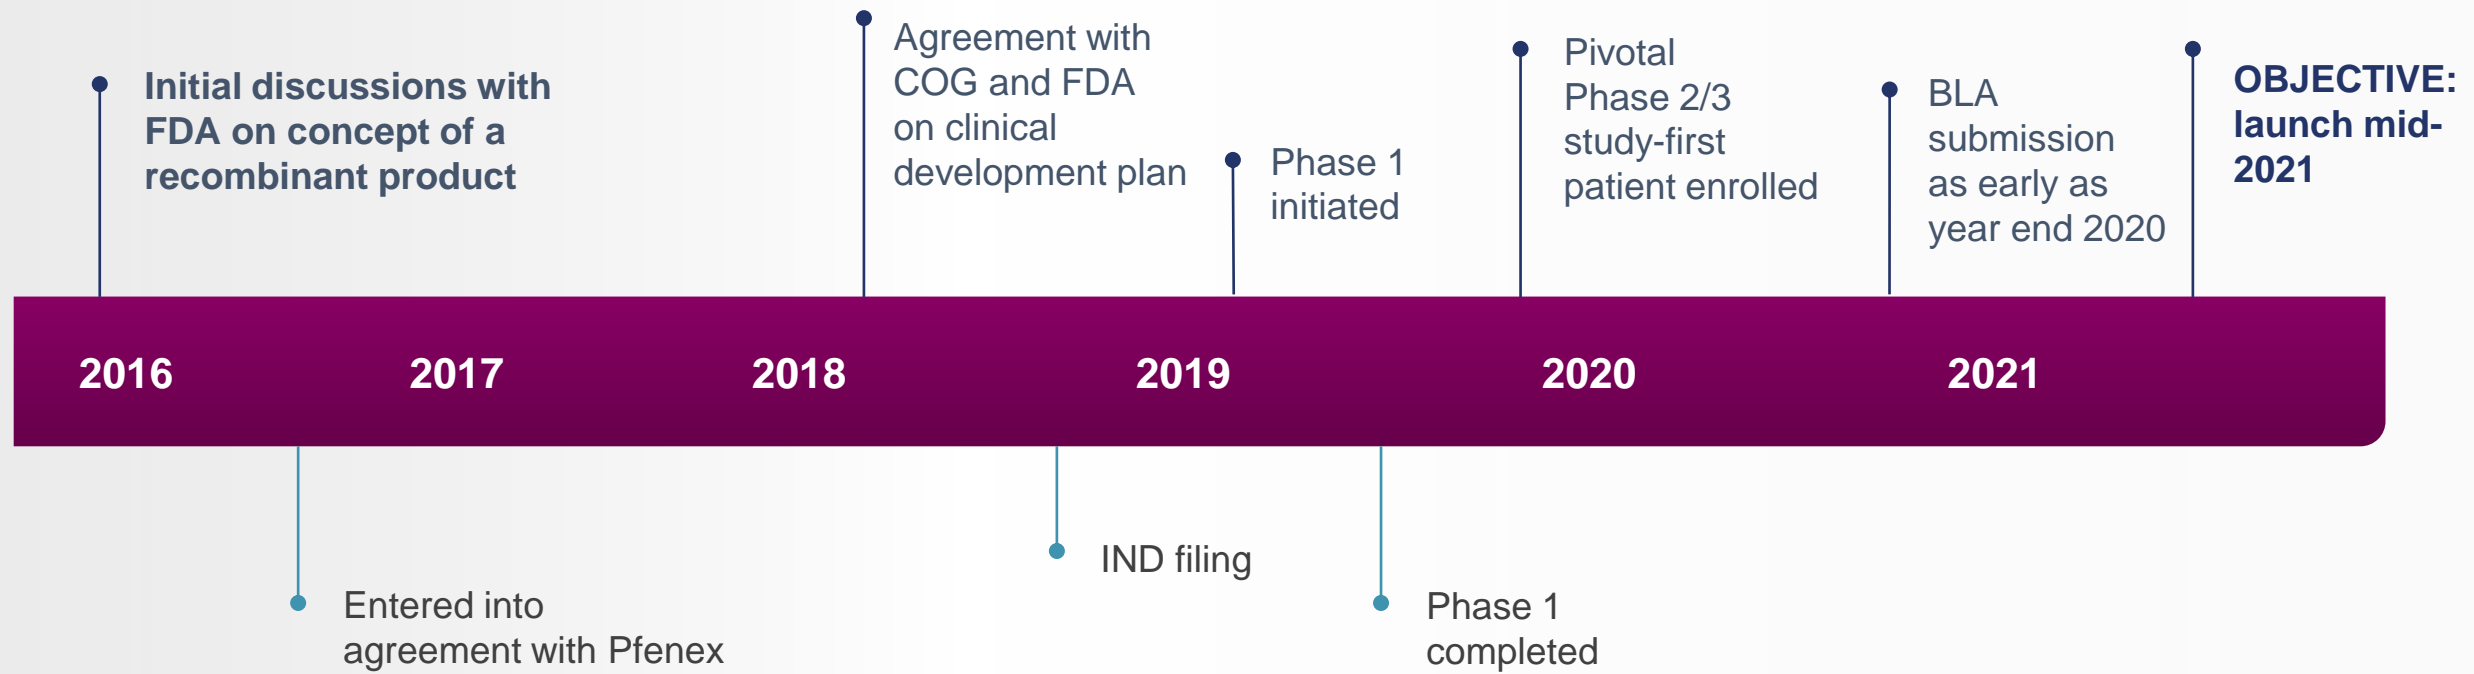 Initial discussions with
FDA on concept of a
recombinant product
Agreement with
COG and FDA
on clinical
development plan
Phase 1
initiated
Pivotal
Phase 2/3
study-first
patient enrolled
BLA
submission
as early as
year end 2020
OBJECTIVE:
launch mid-
2021
2016
2017
2018
2019
2020
2021
Entered into
agreement with Pfenex
IND filing
Phase 1
completed